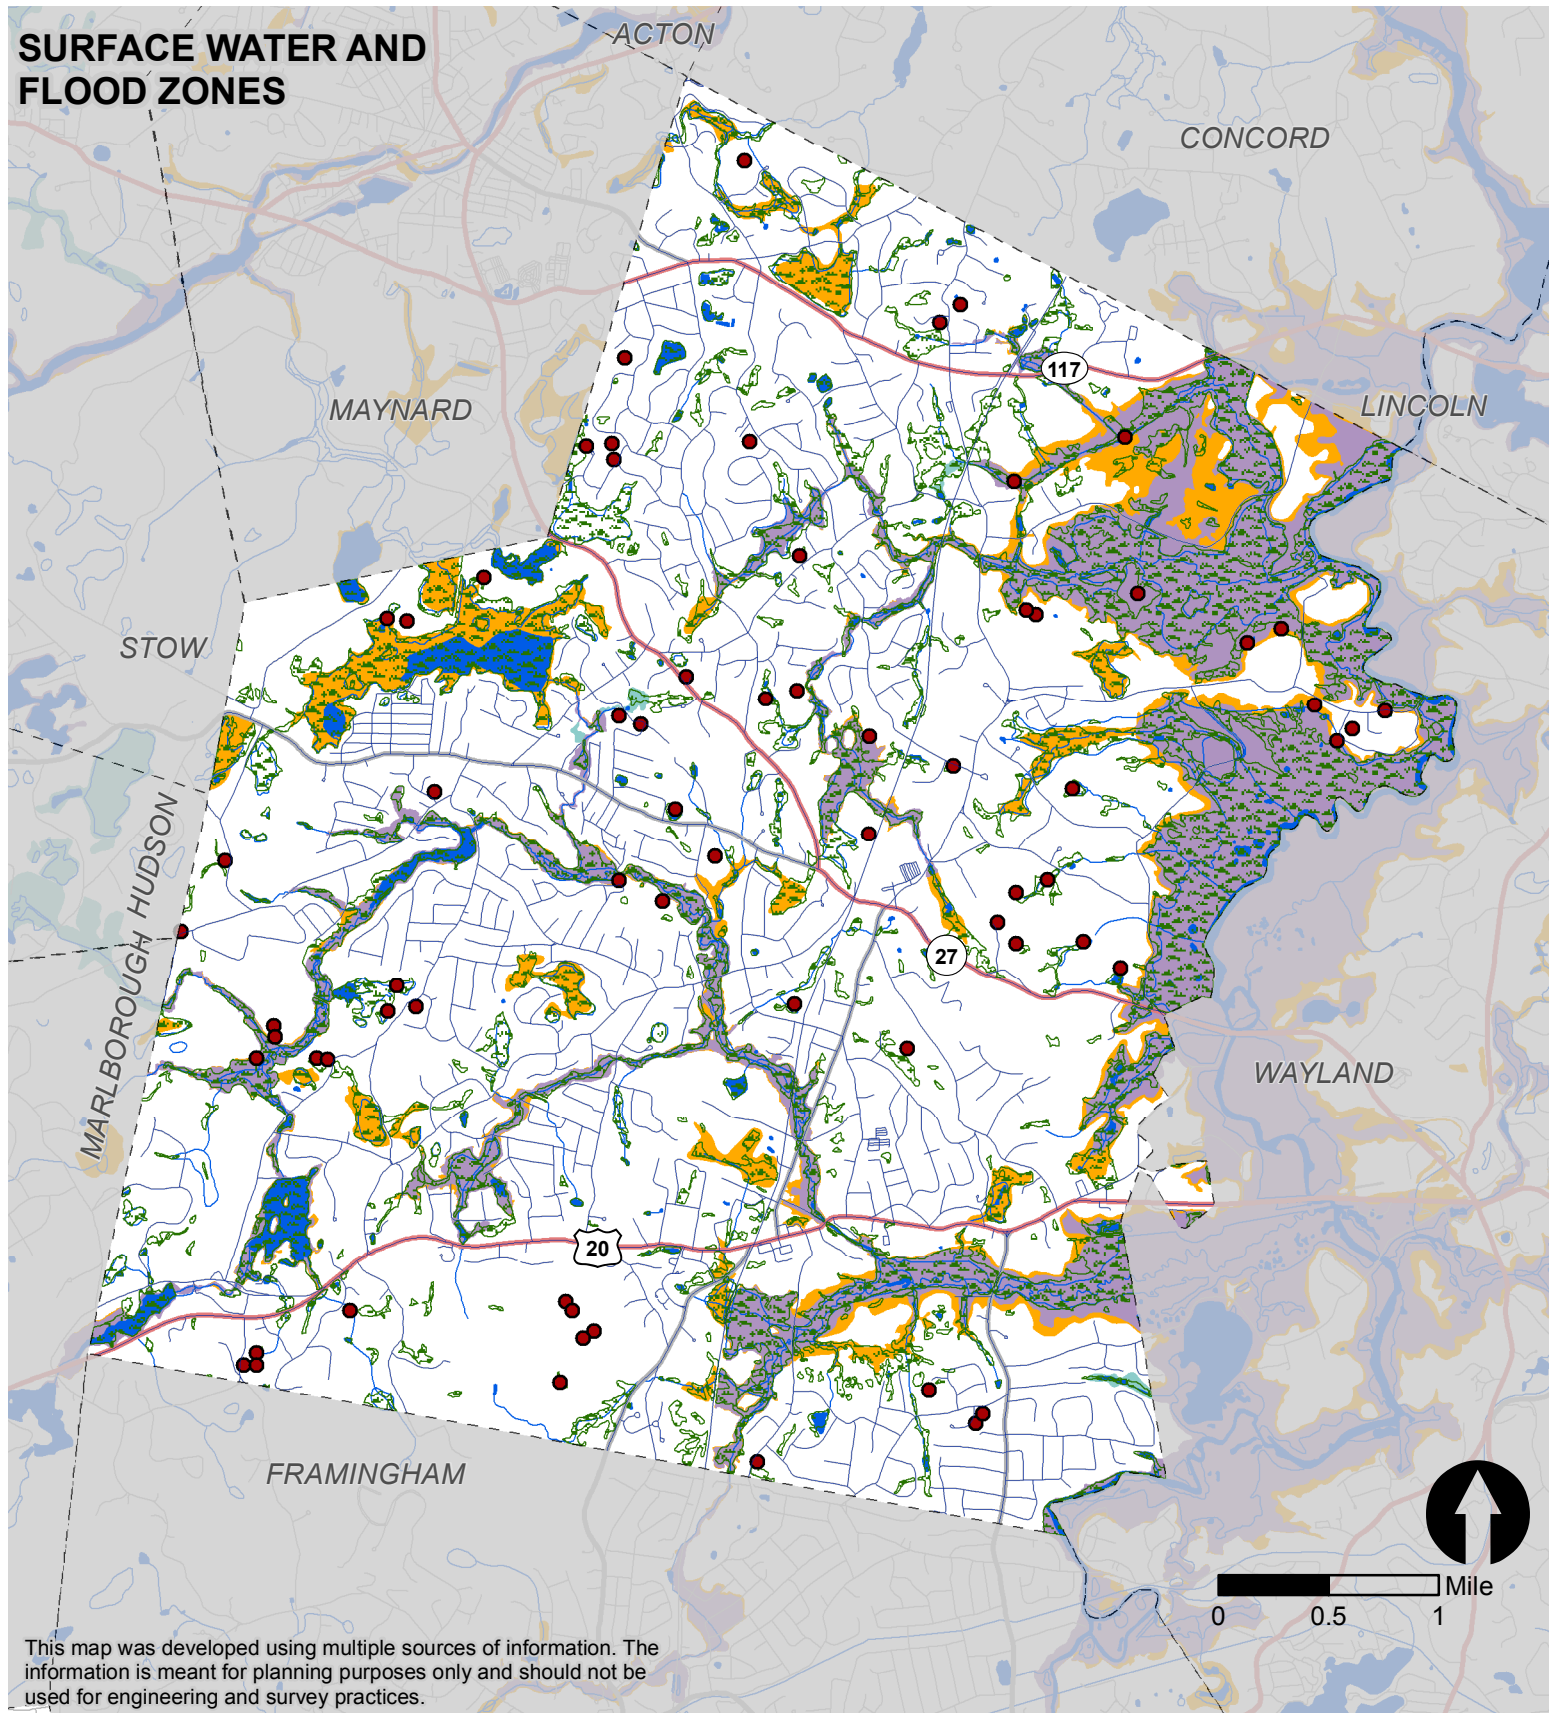 SURFACE WATER AND
FLOOD ZONES
ACTON
CONCORD
117
LINCOLN
MAYNARD
STOW
HUDSON
MARLBOROUGH
27
WAYLAND
20
FRAMINGHAM
Mile
0 0.5 1
This map was developed using multiple sources of information. The
information is meant for planning purposes only and should not be
used for engineering and survey practices.